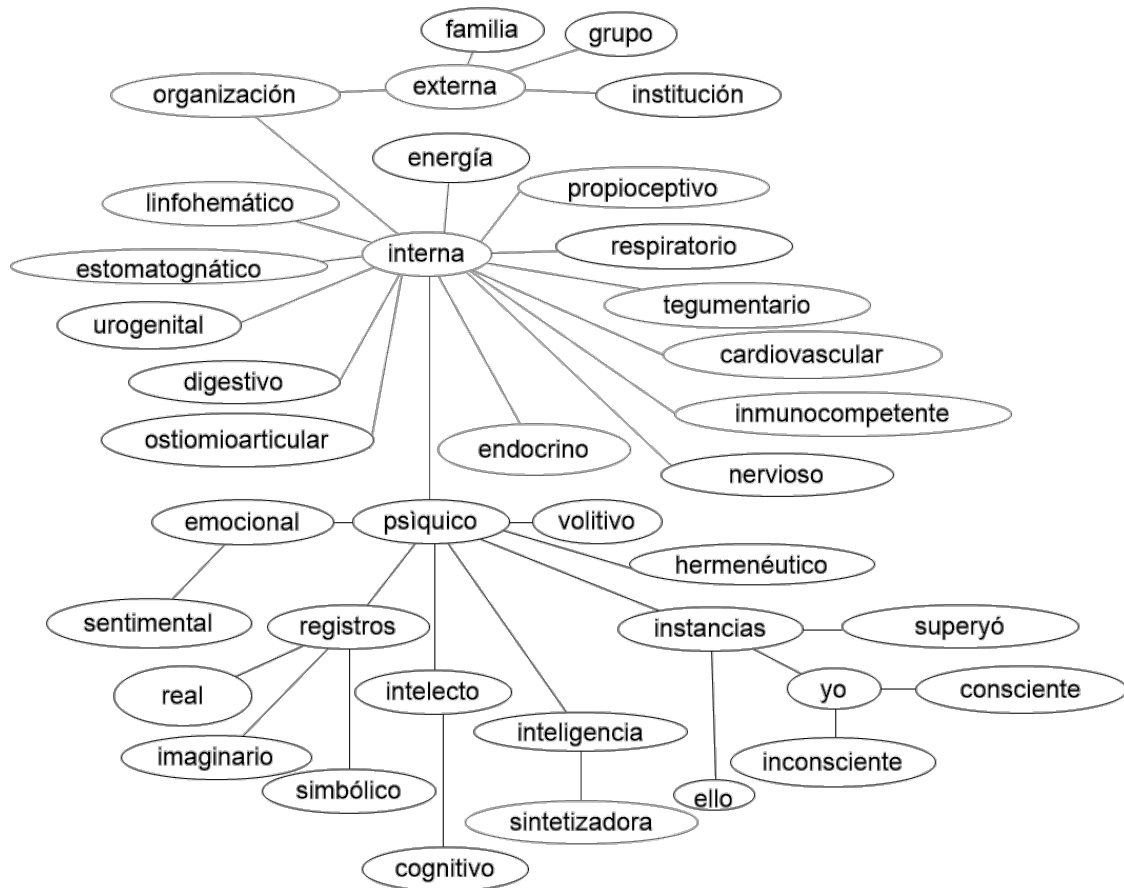 familia
grupo
externa
organización
institución
energía
propioceptivo
linfohemático
respiratorio
interna
estomatognático
tegumentario
urogenital
cardiovascular
digestivo
inmunocompetente
ostiomioarticular
endocrino
nervioso
emocional
psìquico
volitivo
hermenéutico
sentimental
registros
instancias
superyó
real
intelecto
yo
consciente
inteligencia
imaginario
inconsciente
simbólico
ello
sintetizadora
cognitivo